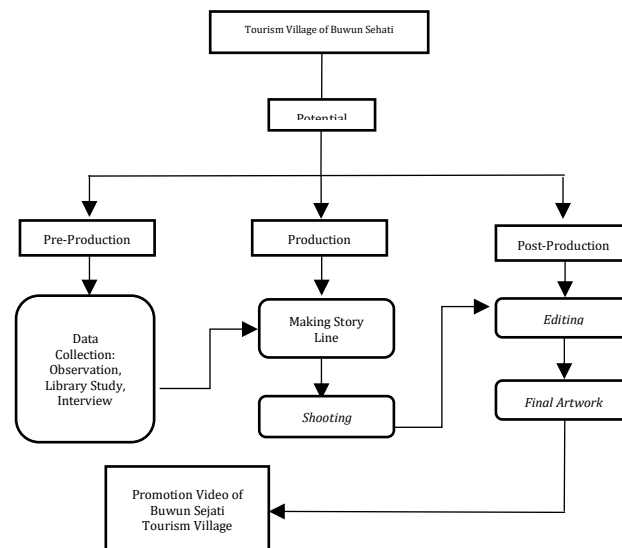 Tourism Village of Buwun Sehati
Potential
Pre-Production
Production
Post-Production
Data
Collection:
Observation,
Library Study,
Interview
Making Story
Line
Shooting
Editing
Final Artwork
Promotion Video of
Buwun Sejati
Tourism Village